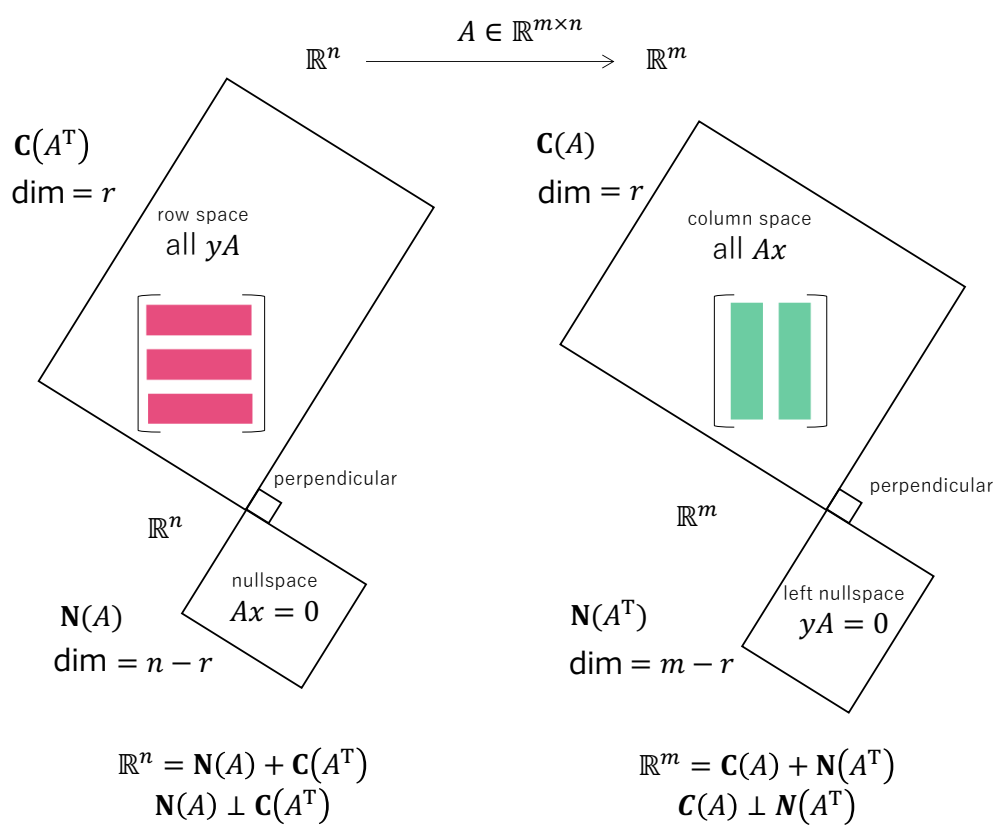 A ∈ ℝ^{m×n}
ℝ^n
ℝ^m
C(A^T)
dim = r
row space
all yA
perpendicular
ℝ^n
nullspace
Ax = 0
N(A)
dim = n − r
ℝ^n = N(A) + C(A^T)
N(A) ⊥ C(A^T)
C(A)
dim = r
column space
all Ax
perpendicular
ℝ^m
left nullspace
yA = 0
N(A^T)
dim = m − r
ℝ^m = C(A) + N(A^T)
C(A) ⊥ N(A^T)